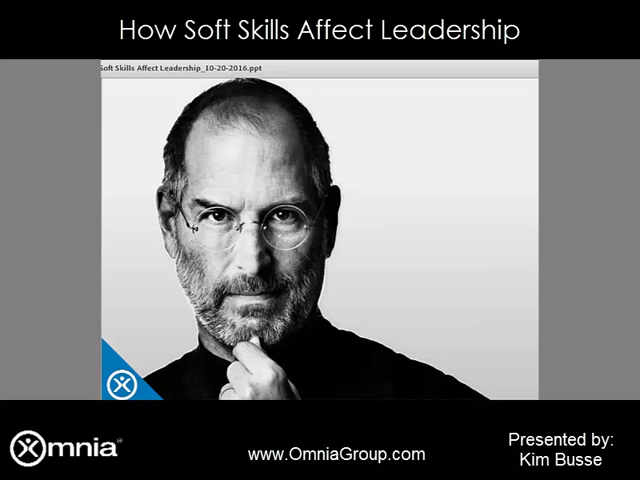 How Soft Skills Affect Leadership
Soft Skills Affect Leadership_10-20-2016.ppt
Omnia
www.OmniaGroup.com
Presented by:
Kim Busse